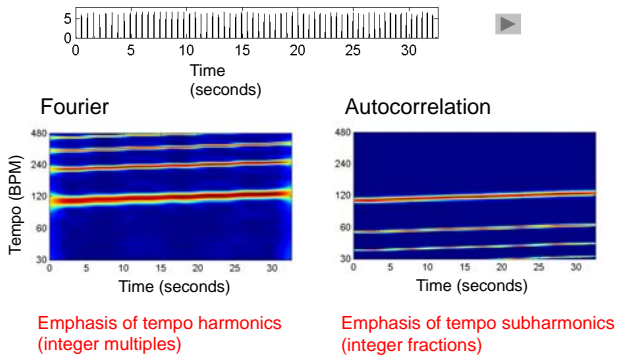 5
0
0 5 10 15 20 25 30
Time
(seconds)
Fourier
Autocorrelation
480
240
120
60
30
Tempo (BPM)
0 5 10 15 20 25 30
Time (seconds)
480
240
120
60
30
0 5 10 15 20 25 30
Time (seconds)
Emphasis of tempo harmonics
(integer multiples)
Emphasis of tempo subharmonics
(integer fractions)